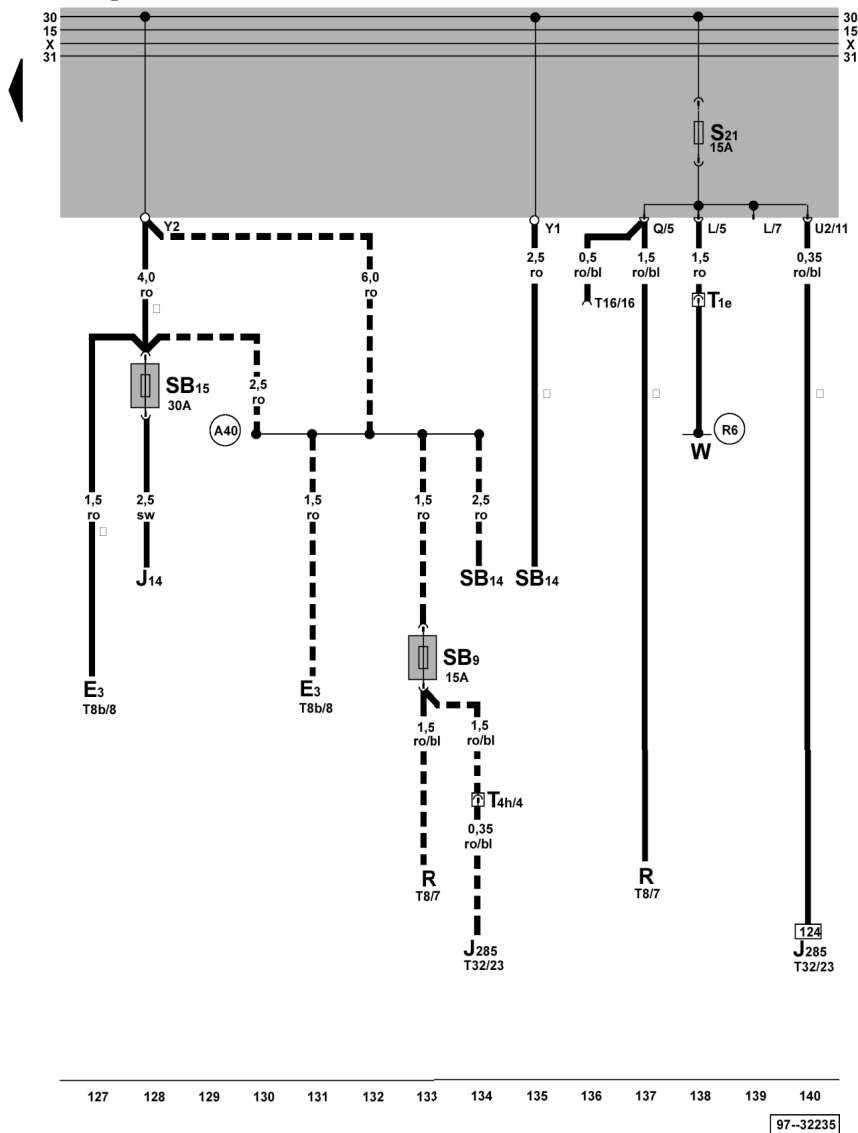 30 30
15 15
X X
31 31
S21
15A
Y2 Y1 Q/5 L/5 L/7 U2/11
4,0
ro
6,0
ro
2,5
ro
0,5
ro/bl
1,5
ro/bl
1,5
ro
0,35
ro/bl
T16/16
T1e
SB15
30A
2,5
ro
A40
R6
W
1,5
ro
2,5
sw
1,5
ro
1,5
ro
2,5
ro
J14
SB14 SB14
SB9
15A
E3
T8b/8
E3
T8b/8
1,5
ro/bl
1,5
ro/bl
T4h/4
0,35
ro/bl
R
T8/7
R
T8/7
124
J285
T32/23
J285
T32/23
127 128 129 130 131 132 133 134 135 136 137 138 139 140
97--32235